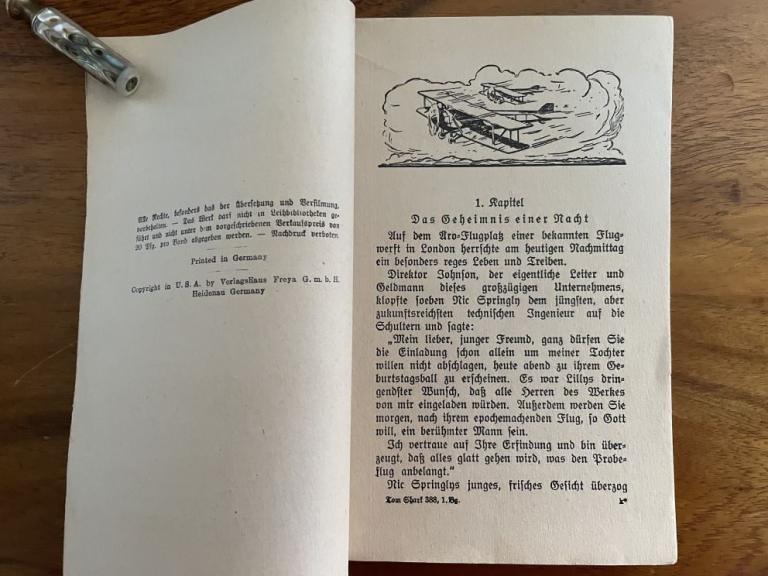 Alle Rechte, besonders das der Übersetzung und Verfilmung,
vorbehalten. — Das Werk darf nicht in Leihbibliotheken ge-
führt und nicht unter dem vorgeschriebenen Verkaufspreis von
20 Pfg. pro Band abgegeben werden. — Nachdruck verboten.
Printed in Germany
Copyright in U.S.A. by Verlagshaus Freya G.m.b.H.
Heidenau Germany
1. Kapitel
Das Geheimnis einer Nacht
Auf dem Aro-Flugplatz einer bekannten Flug-
werft in London herrschte am heutigen Nachmittag
ein besonders reges Leben und Treiben.
Direktor Johnson, der eigentliche Leiter und
Geldmann dieses großzügigen Unternehmens,
klopfte soeben Nic Springly dem jüngsten, aber
zukunftsreichsten technischen Ingenieur auf die
Schultern und sagte:
„Mein lieber, junger Freund, ganz dürfen Sie
die Einladung schon allein um meiner Tochter
willen nicht abschlagen, heute abend zu ihrem Ge-
burtstagsball zu erscheinen. Es war Lillys drin-
gendster Wunsch, daß alle Herren des Werkes
von mir eingeladen würden. Außerdem werden Sie
morgen, nach ihrem epochemachenden Flug, so Gott
will, ein berühmter Mann sein.
Ich vertraue auf Ihre Erfindung und bin über-
zeugt, daß alles glatt gehen wird, was den Probe-
flug anbelangt."
Nic Springlys junges, frisches Gesicht überzog
Tom Shark 388, 1. Bg. 1*